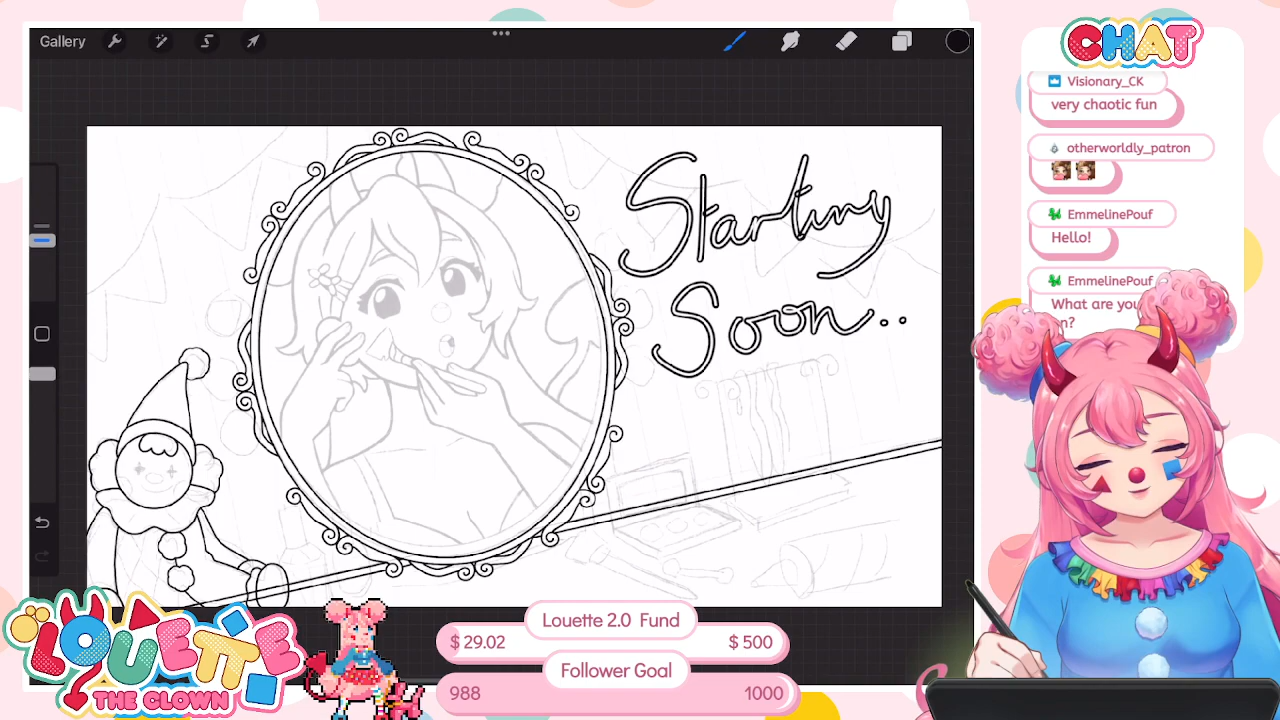 Gallery
CHAT
Visionary_CK
very chaotic fun
otherworldly_patron
EmmelinePouf
Hello!
EmmelinePouf
What are you
n?
Starting
Soon...
LOUETTE
THE CLOWN
Louette 2.0 Fund
$ 29.02 $ 500
Follower Goal
988 1000